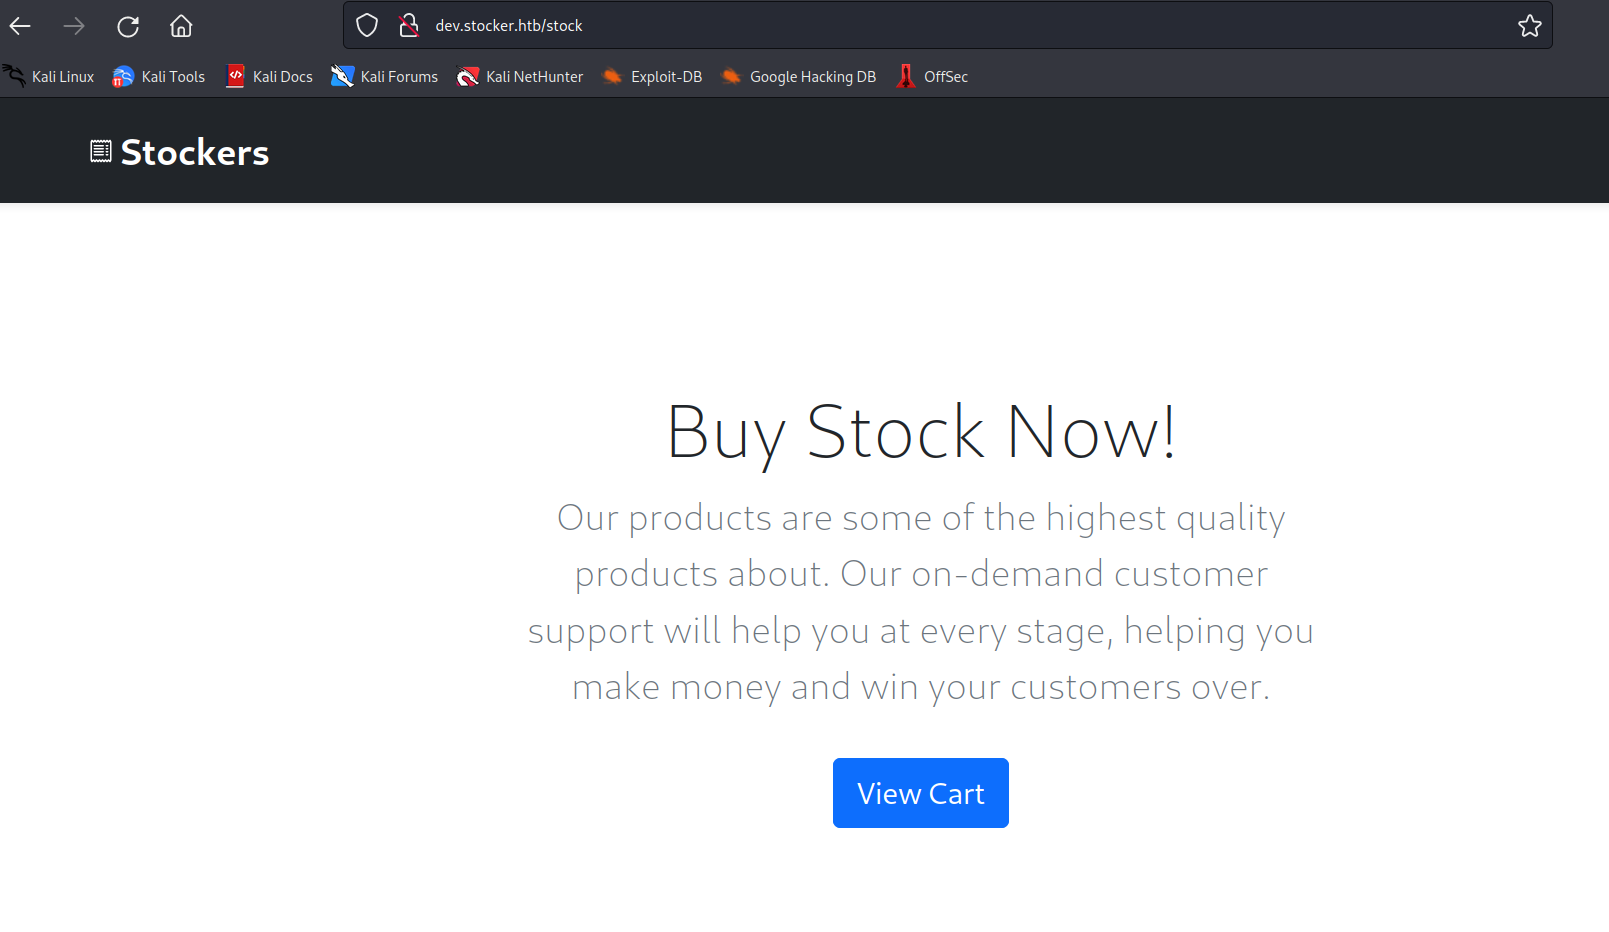 dev.stocker.htb/stock
Kali Linux Kali Tools Kali Docs Kali Forums Kali NetHunter Exploit-DB Google Hacking DB OffSec
Stockers
Buy Stock Now!
Our products are some of the highest quality
products about. Our on-demand customer
support will help you at every stage, helping you
make money and win your customers over.
View Cart